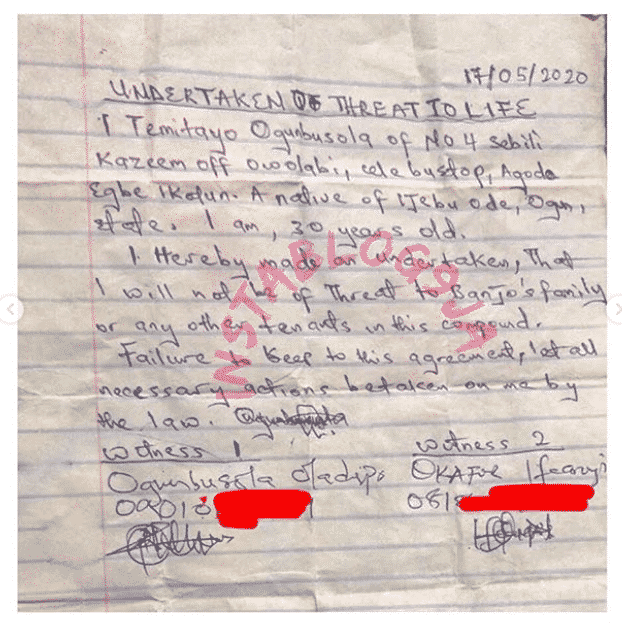 17/05/2020
UNDERTAKEN OF THREAT TO LIFE
I Temitayo Ogunbusola of No 4 Sebili
Kazeem off owolabi, cele bustop, Agodo
Egbe Ikotun. A native of IJebu ode, Ogun,
state. I am, 30 years old.
I Hereby made an undertaken, That
I will not be of Threat to Banjo's family
or any other tenants in this compound.
Failure to keep to this agreement, let all
necessary actions be taken on me by
the law.
INSTABLOG9JA
witness 1
witness 2
Ogunbusola Oladipo
OKAFOR Ifeanyi
09010
1
081